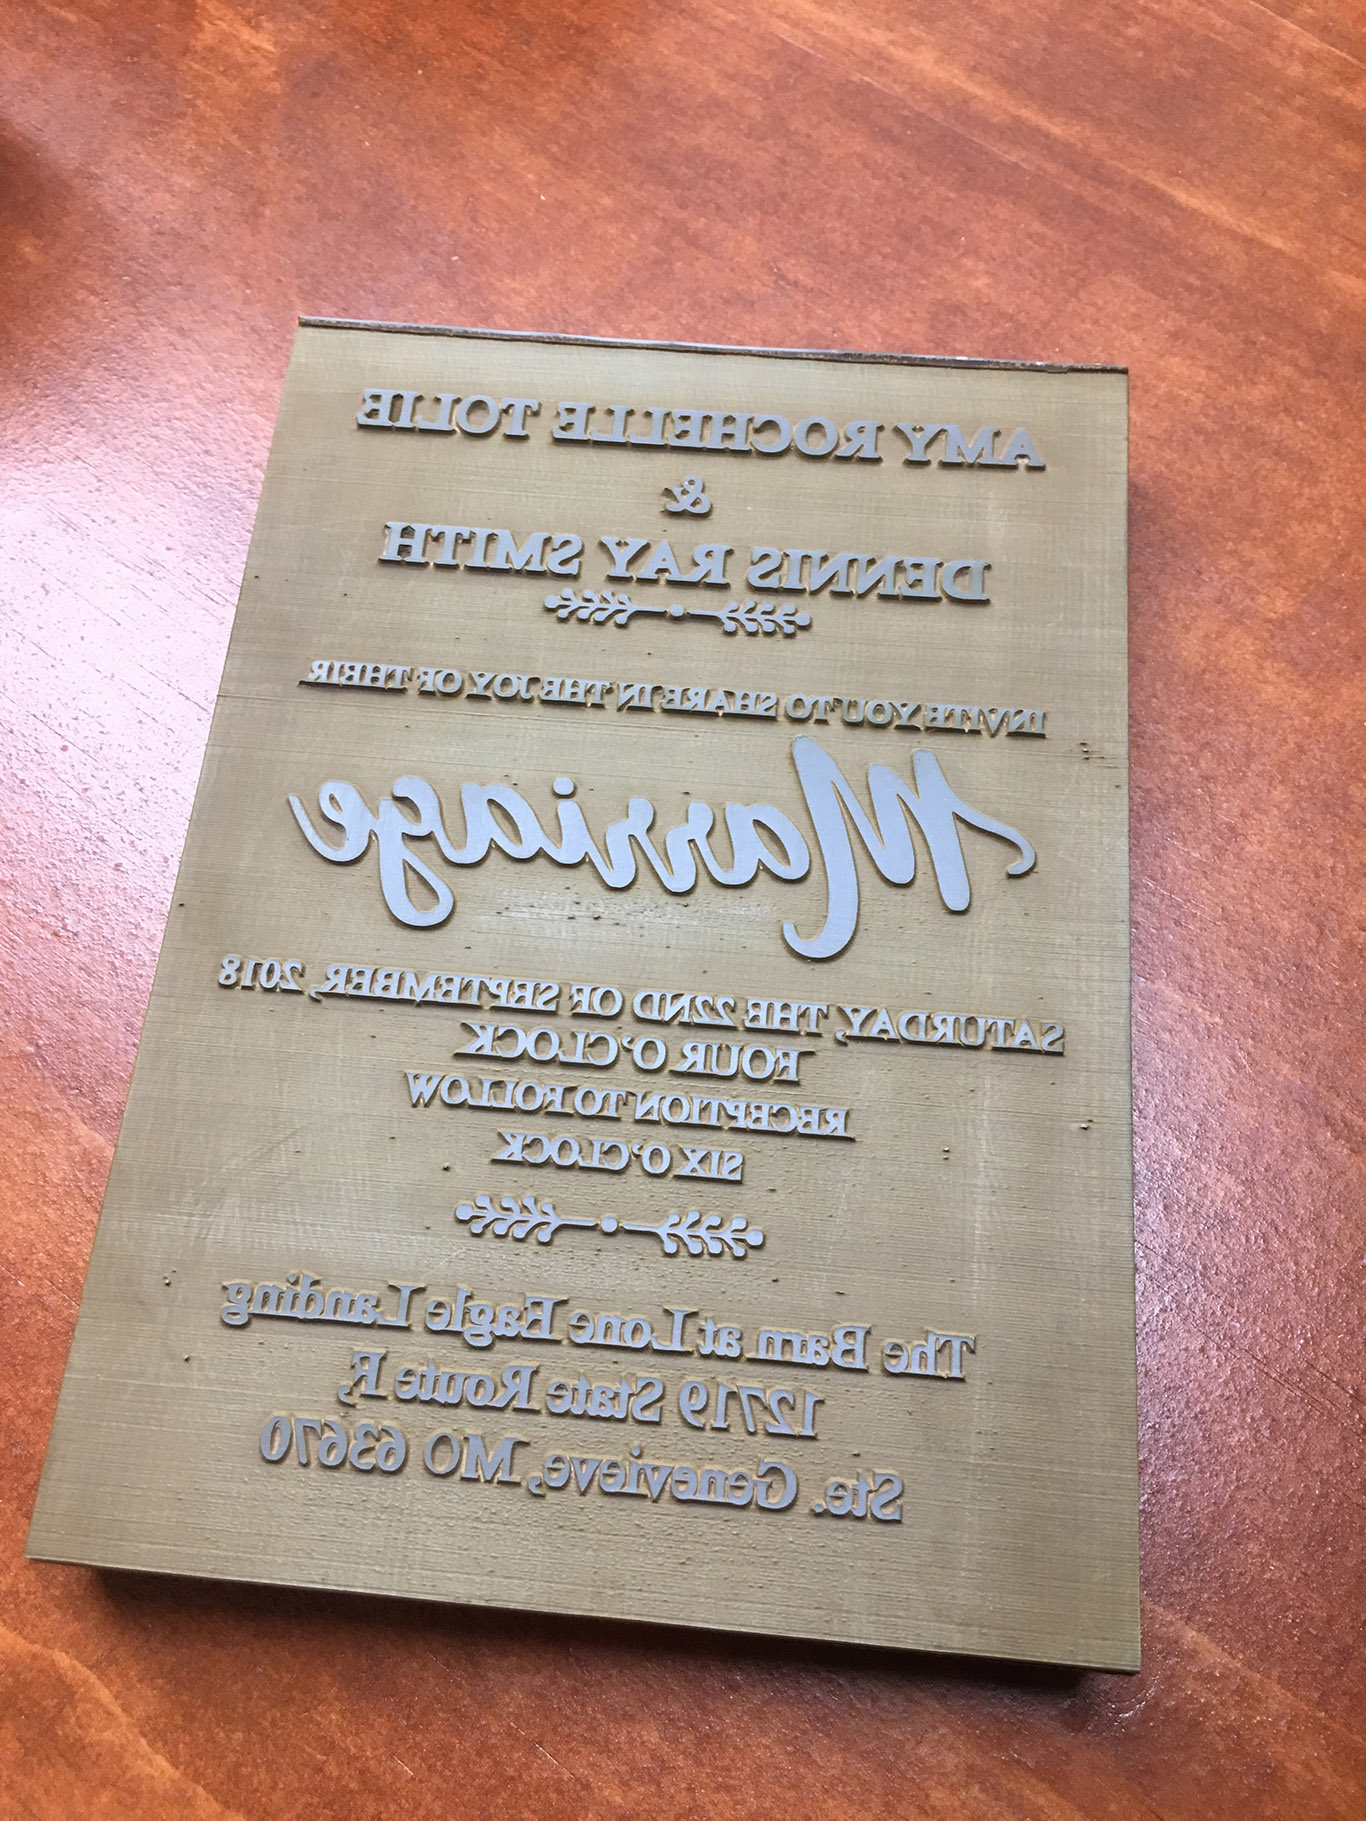 AMY ROCHELLE TOLIE
&
DENNIS RAY SMITH
INVITE YOU TO SHARE IN THE JOY OF THEIR
Marriage
SATURDAY, THE 22ND OF SEPTEMBER, 2018
FOUR O'CLOCK
RECEPTION TO FOLLOW
SIX O'CLOCK
The Barn at Lone Eagle Landing
12719 State Route F,
Ste. Genevieve, MO 63670